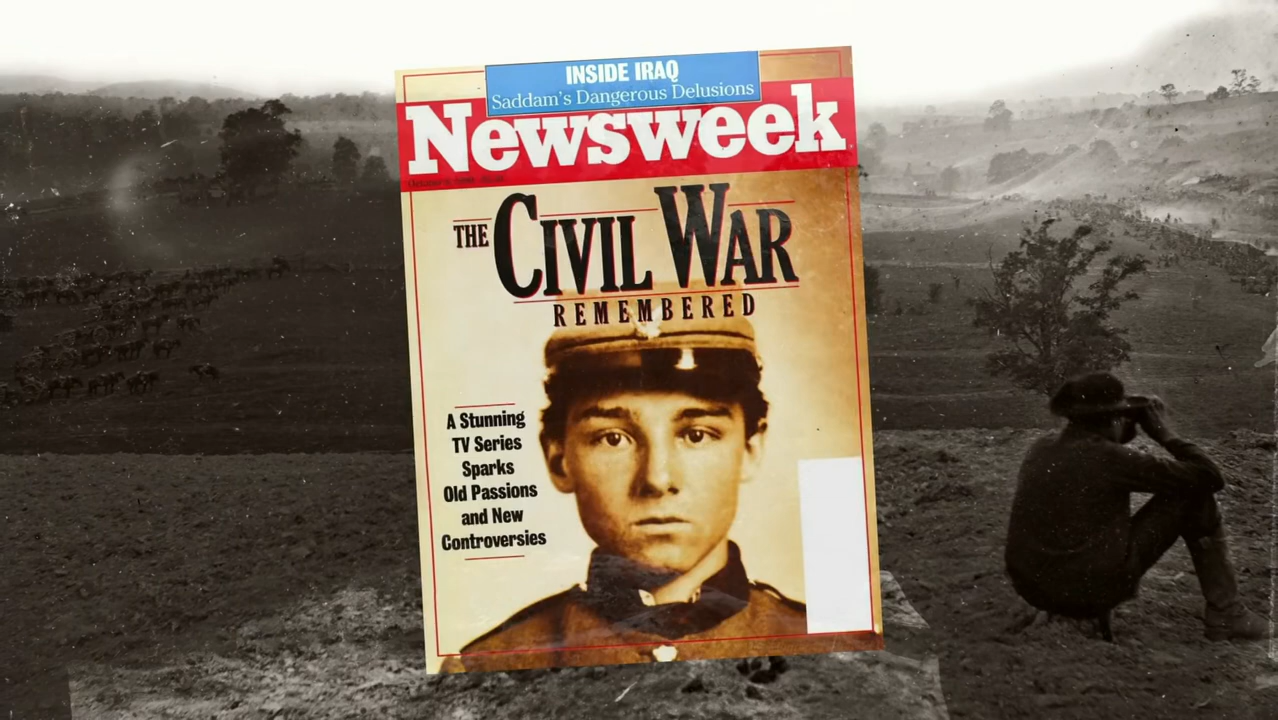 INSIDE IRAQ
Saddam's Dangerous Delusions
Newsweek
THE CIVIL WAR
REMEMBERED
A Stunning
TV Series
Sparks
Old Passions
and New
Controversies